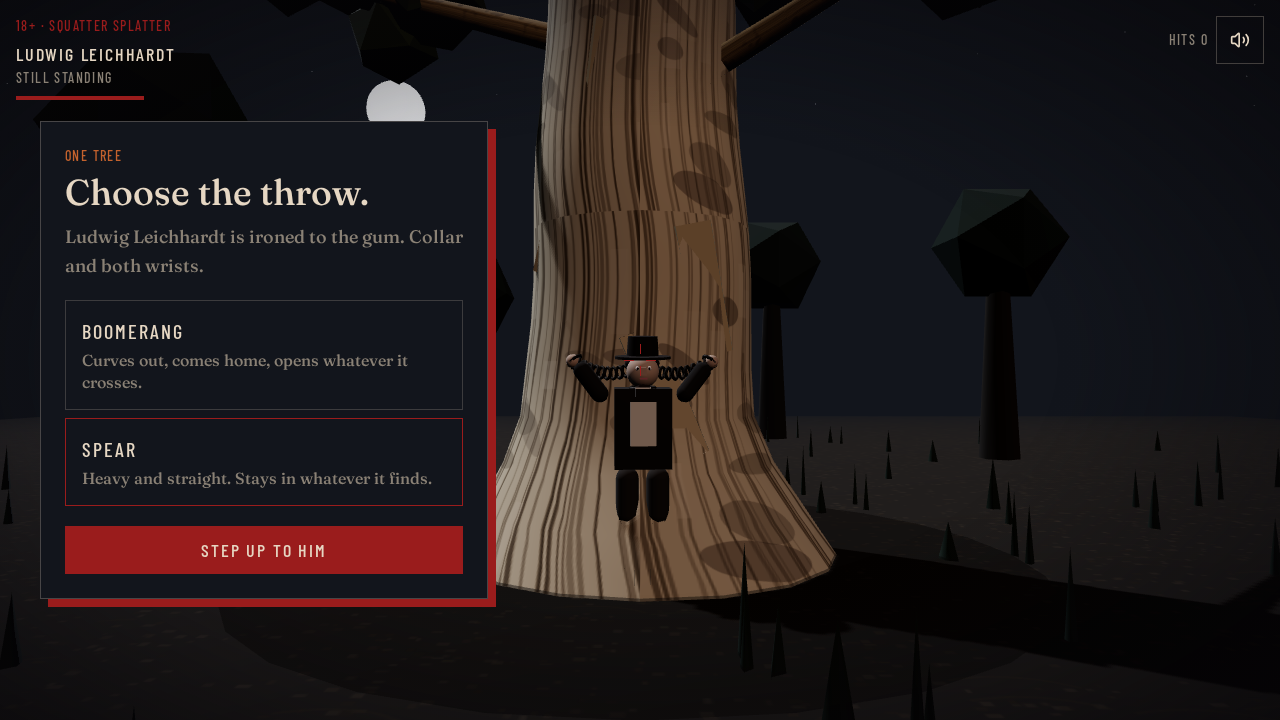 18+ · SQUATTER SPLATTER
LUDWIG LEICHHARDT
STILL STANDING
HITS 0
ONE TREE
Choose the throw.
Ludwig Leichhardt is ironed to the gum. Collar
and both wrists.
BOOMERANG
Curves out, comes home, opens whatever it
crosses.
SPEAR
Heavy and straight. Stays in whatever it finds.
STEP UP TO HIM